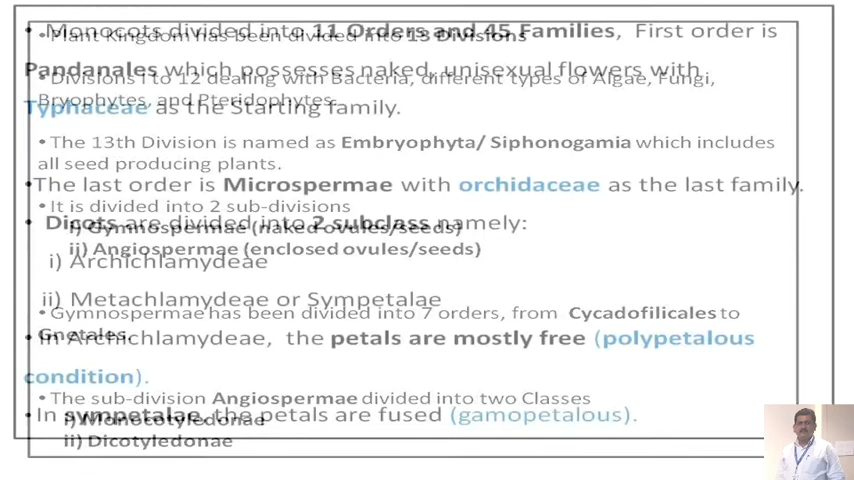 • Monocots divided into 11 Orders and 45 Families, First order is
• Plant Kingdom has been divided into 13 Divisions
Pandanales which possesses naked, unisexual flowers with
• Divisions 1 to 12 dealing with Bacteria, different types of Algae, Fungi,
Bryophytes, and Pteridophytes.
Typhaceae as the Starting family.
• The 13th Division is named as Embryophyta/ Siphonogamia which includes
all seed producing plants.
•The last order is Microspermae with orchidaceae as the last family.
• It is divided into 2 sub-divisions
• Dicots are divided into 2 subclass namely:
i) Gymnospermae (naked ovules/seeds)
ii) Angiospermae (enclosed ovules/seeds)
i) Archichlamydeae
ii) Metachlamydeae or Sympetalae
• Gymnospermae has been divided into 7 orders, from Cycadofilicales to
Gnetales.
• In Archichlamydeae, the petals are mostly free (polypetalous
condition).
• The sub-division Angiospermae divided into two Classes
• In sympetalae, the petals are fused (gamopetalous).
i) Monocotyledonae
ii) Dicotyledonae